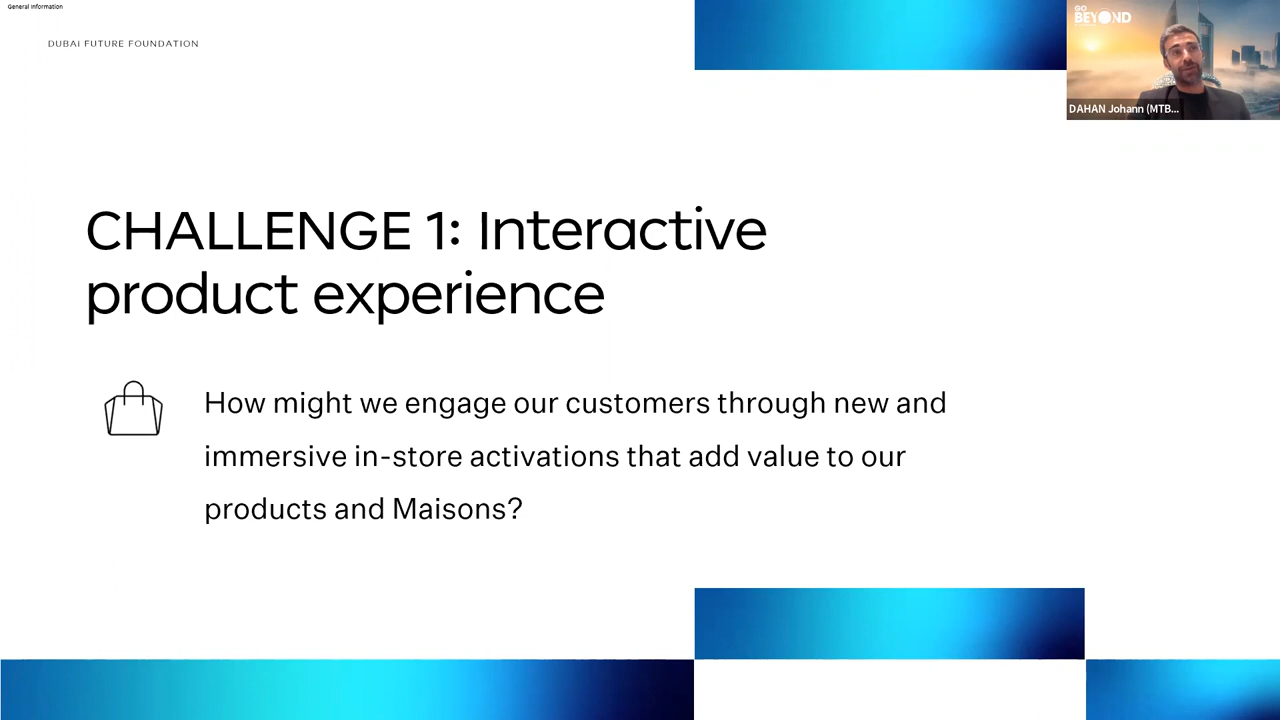 General Information
DUBAI FUTURE FOUNDATION
GO
BEYOND
DAHAN Johann (MTB...
CHALLENGE 1: Interactive
product experience
How might we engage our customers through new and
immersive in-store activations that add value to our
products and Maisons?